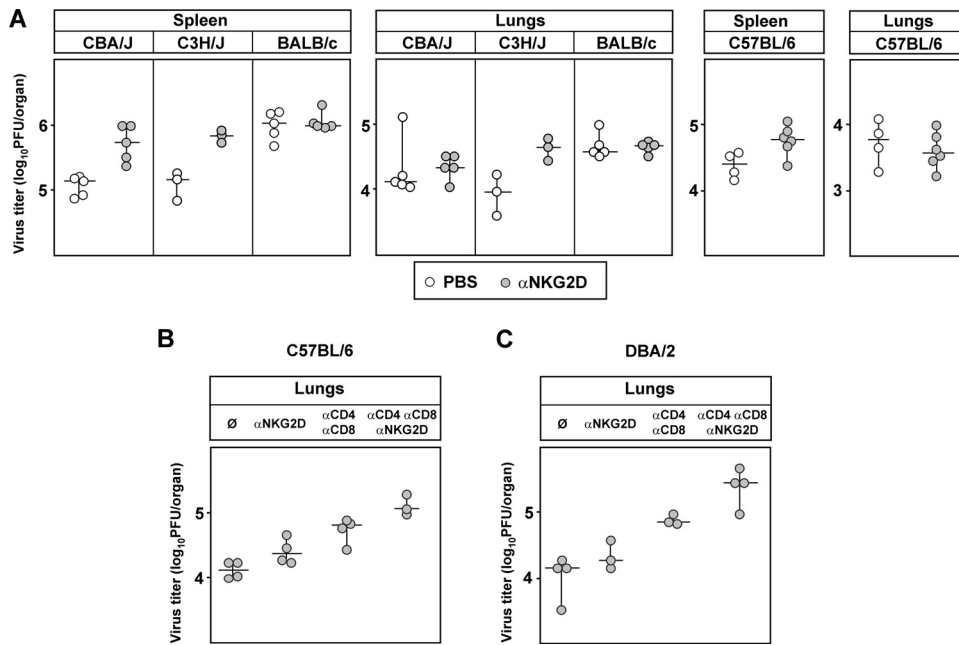 A
Spleen
CBA/J C3H/J BALB/c
Lungs
CBA/J C3H/J BALB/c
Spleen
C57BL/6
Lungs
C57BL/6
Virus titer (log10PFU/organ)
6
5
5
4
5
4
4
3
PBS αNKG2D
B
C57BL/6
Lungs
Ø αNKG2D αCD4 αCD8 αCD4 αCD8 αNKG2D
Virus titer (log10PFU/organ)
5
4
C
DBA/2
Lungs
Ø αNKG2D αCD4 αCD8 αCD4 αCD8 αNKG2D
Virus titer (log10PFU/organ)
5
4